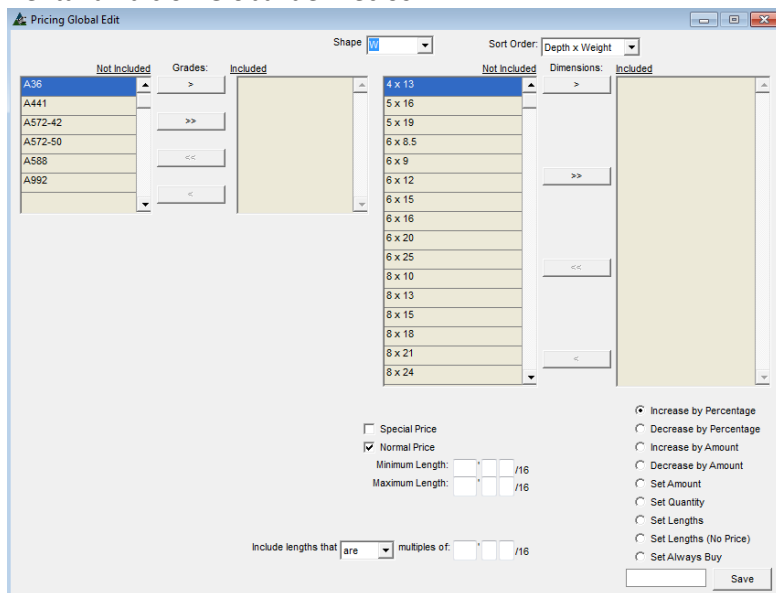 Pricing Global Edit
Shape W Sort Order: Depth x Weight
Not Included Grades: Included Not Included Dimensions: Included
A36 > 4 x 13 >
A441 5 x 16
A572-42 >> 5 x 19
A572-50 6 x 8.5
A588 << 6 x 9
A992 6 x 12 >>
< 6 x 15
6 x 16
6 x 20
6 x 25
8 x 10 <<
8 x 13
8 x 15
8 x 18
8 x 21 <
8 x 24
Increase by Percentage
Special Price Decrease by Percentage
Normal Price Increase by Amount
Minimum Length: ' /16 Decrease by Amount
Maximum Length: ' /16 Set Amount
Set Quantity
Set Lengths
Include lengths that are multiples of: ' /16 Set Lengths (No Price)
Set Always Buy
Save